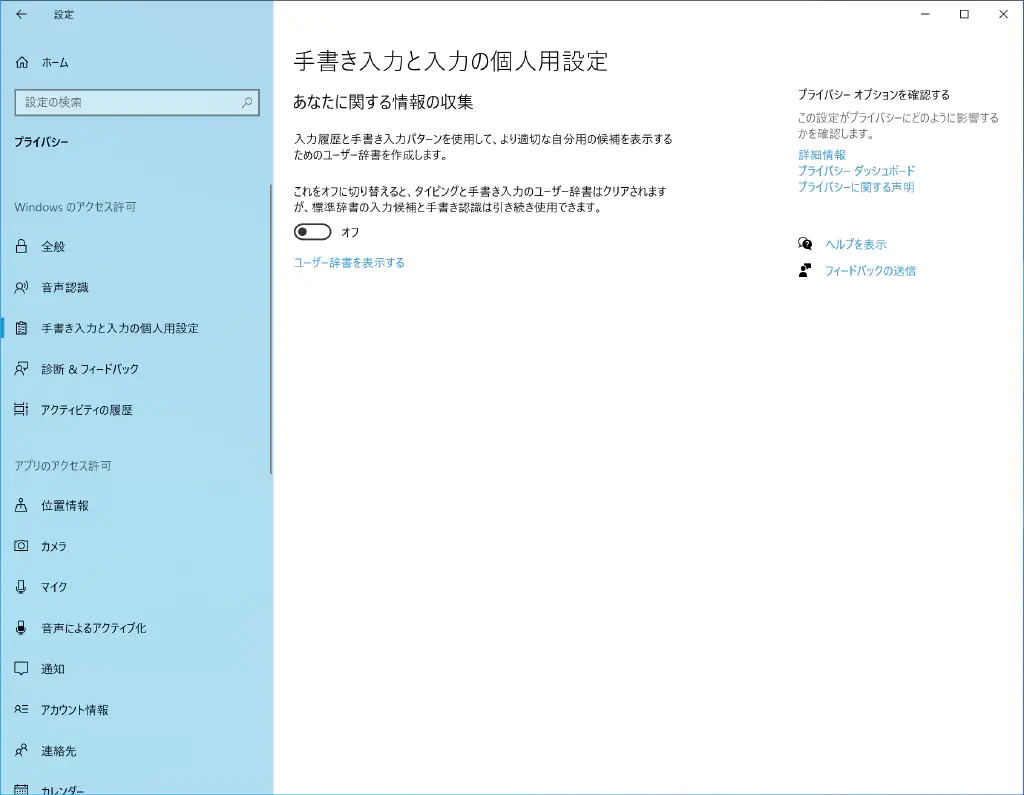 設定
ホーム
設定の検索
プライバシー
Windows のアクセス許可
全般
音声認識
手書き入力と入力の個人用設定
診断 & フィードバック
アクティビティの履歴
アプリのアクセス許可
位置情報
カメラ
マイク
音声によるアクティブ化
通知
アカウント情報
連絡先
カレンダー
手書き入力と入力の個人用設定
あなたに関する情報の収集
入力履歴と手書き入力パターンを使用して、より適切な自分用の候補を表示する
ためのユーザー辞書を作成します。
これをオフに切り替えると、タイピングと手書き入力のユーザー辞書はクリアされます
が、標準辞書の入力候補と手書き認識は引き続き使用できます。
オフ
ユーザー辞書を表示する
プライバシー オプションを確認する
この設定がプライバシーにどのように影響する
かを確認します。
詳細情報
プライバシー ダッシュボード
プライバシーに関する声明
ヘルプを表示
フィードバックの送信